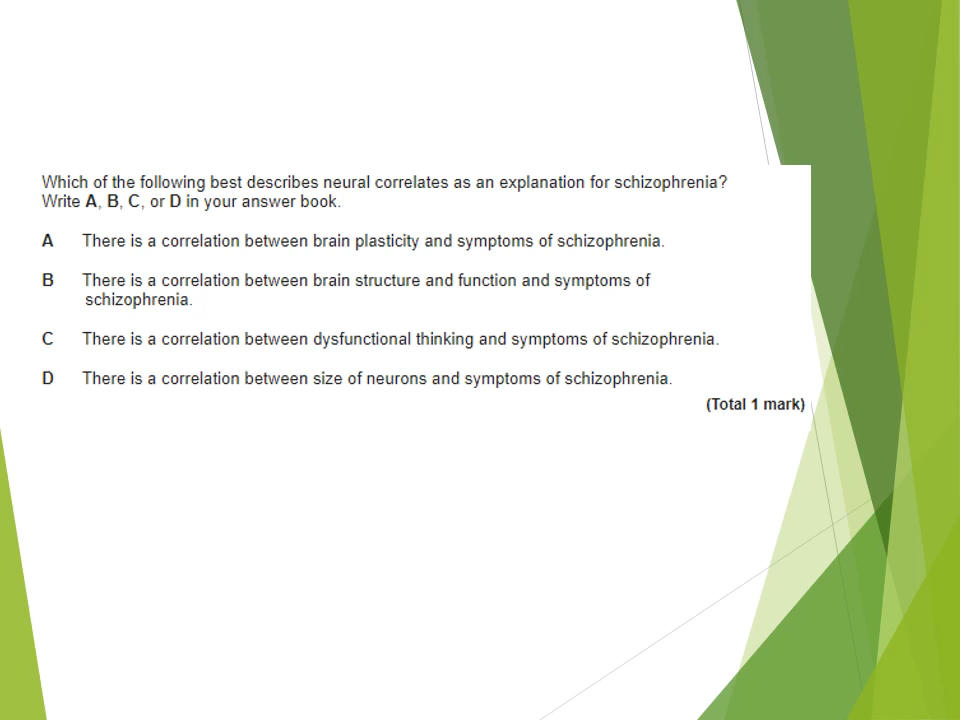 Which of the following best describes neural correlates as an explanation for schizophrenia?
Write A, B, C, or D in your answer book.
A There is a correlation between brain plasticity and symptoms of schizophrenia.
B There is a correlation between brain structure and function and symptoms of
schizophrenia.
C There is a correlation between dysfunctional thinking and symptoms of schizophrenia.
D There is a correlation between size of neurons and symptoms of schizophrenia.
(Total 1 mark)